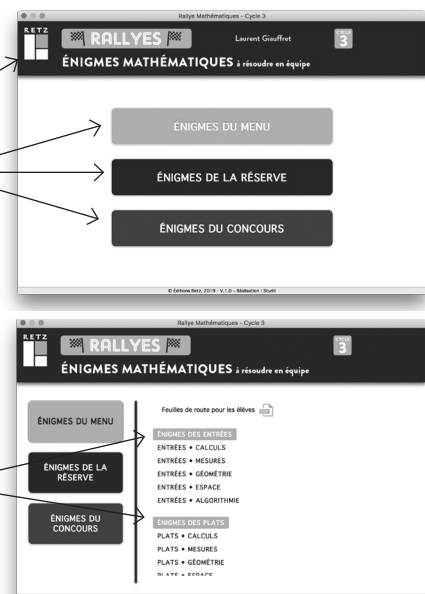 Rallye Mathématiques - Cycle 3
RETZ
RALLYES
Laurent Giauffret
CYCLE 3
ÉNIGMES MATHÉMATIQUES à résoudre en équipe
ÉNIGMES DU MENU
ÉNIGMES DE LA RÉSERVE
ÉNIGMES DU CONCOURS
© Éditions Retz, 2019 - V.1.0 - Réalisation : Studit
Rallye Mathématiques - Cycle 3
RETZ
RALLYES
CYCLE 3
ÉNIGMES MATHÉMATIQUES à résoudre en équipe
ÉNIGMES DU MENU
ÉNIGMES DE LA
RÉSERVE
ÉNIGMES DU
CONCOURS
Feuilles de route pour les élèves
ÉNIGMES DES ENTRÉES
ENTRÉES • CALCULS
ENTRÉES • MESURES
ENTRÉES • GÉOMÉTRIE
ENTRÉES • ESPACE
ENTRÉES • ALGORITHMIE
ÉNIGMES DES PLATS
PLATS • CALCULS
PLATS • MESURES
PLATS • GÉOMÉTRIE
PLATS • ESPACE